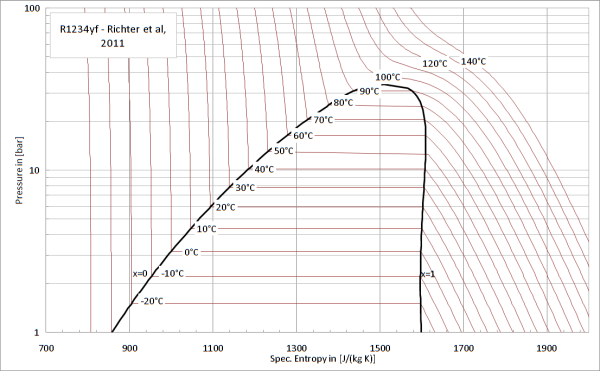 100
R1234yf - Richter et al,
2011
140°C
120°C
100°C
90°C
80°C
70°C
60°C
50°C
40°C
30°C
20°C
10°C
0°C
x=0
-10°C
x=1
-20°C
10
1
Pressure in [bar]
700
900
1100
1300
1500
1700
1900
Spec. Entropy in [J/(kg K)]